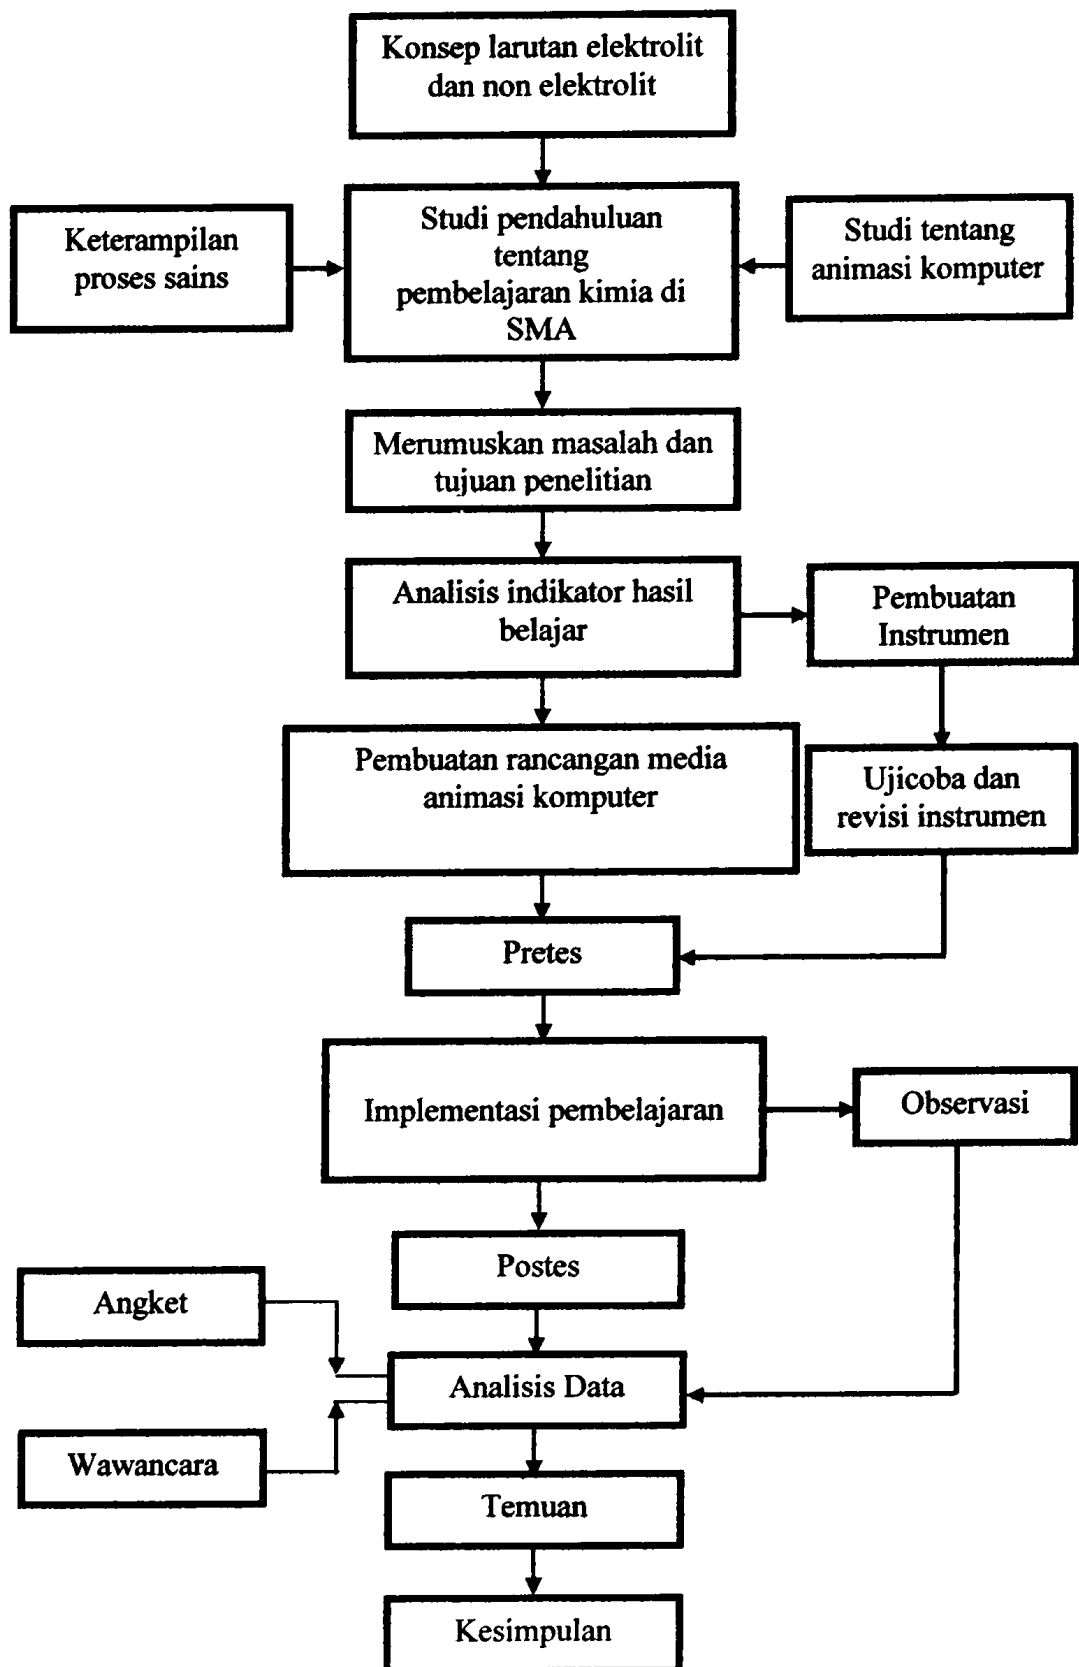 Konsep larutan elektrolit
dan non elektrolit
Keterampilan
proses sains
Studi pendahuluan
tentang
pembelajaran kimia di
SMA
Studi tentang
animasi komputer
Merumuskan masalah dan
tujuan penelitian
Analisis indikator hasil
belajar
Pembuatan
Instrumen
Pembuatan rancangan media
animasi komputer
Ujicoba dan
revisi instrumen
Pretes
Implementasi pembelajaran
Observasi
Postes
Angket
Analisis Data
Wawancara
Temuan
Kesimpulan